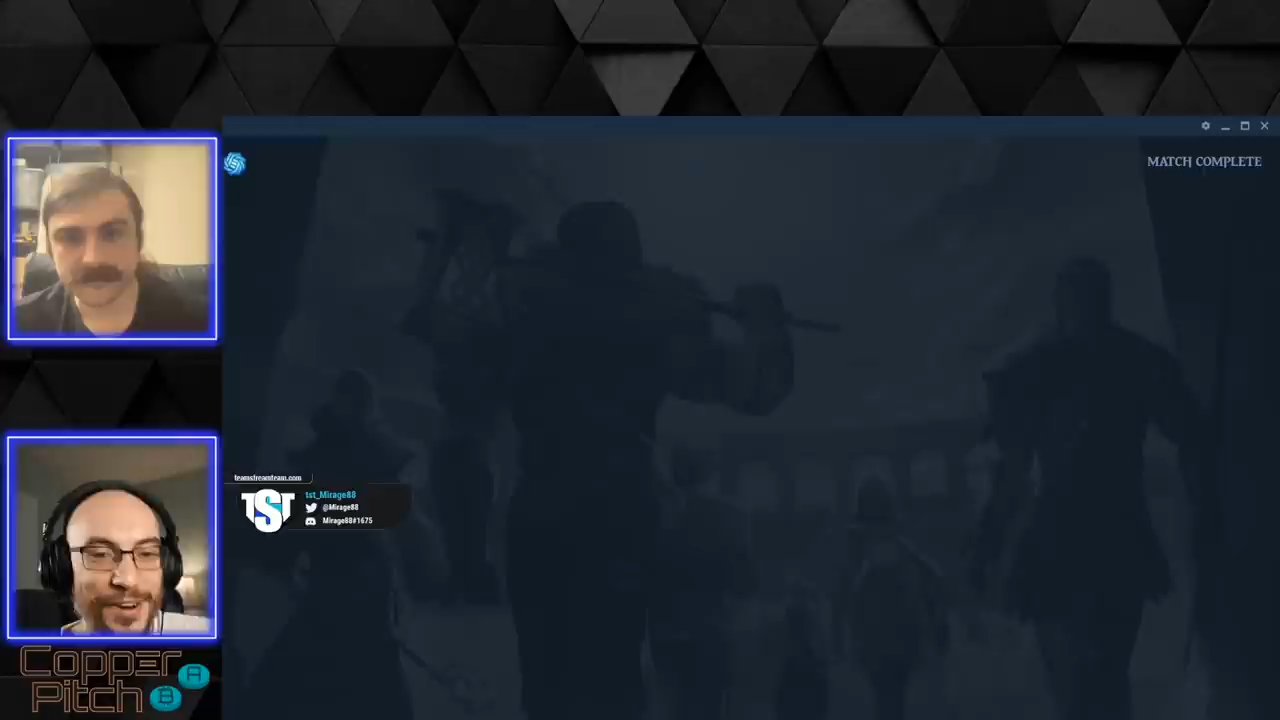 MATCH COMPLETE
teamstreamteam.com
TST
tst_Mirage88
@Mirage88
Mirage88#1675
Copper
Pitch
A
B